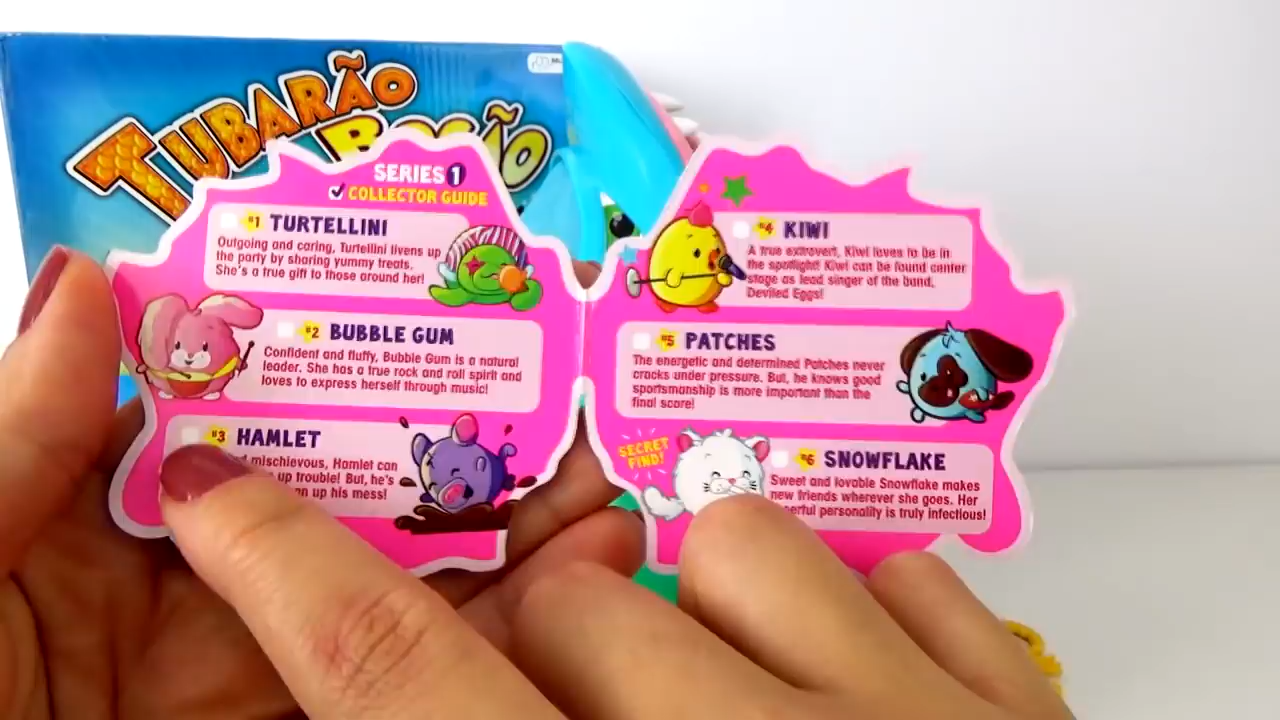 TUBARÃO
SERIES 1
COLLECTOR GUIDE
#1 TURTELLINI
Outgoing and caring, Turtellini livens up
the party by sharing yummy treats.
She's a true gift to those around her!
#2 BUBBLE GUM
Confident and fluffy, Bubble Gum is a natural
leader. She has a true rock and roll spirit and
loves to express herself through music!
#3 HAMLET
mischievous, Hamlet can
up trouble! But, he's
up his mess!
#4 KIWI
A true extrovert, Kiwi loves to be in
the spotlight! Kiwi can be found center
stage as lead singer of the band,
Deviled Eggs!
#5 PATCHES
The energetic and determined Patches never
cracks under pressure. But, he knows good
sportsmanship is more important than the
final score!
SECRET
FIND!
#6 SNOWFLAKE
Sweet and lovable Snowflake makes
new friends wherever she goes. Her
personality is truly infectious!